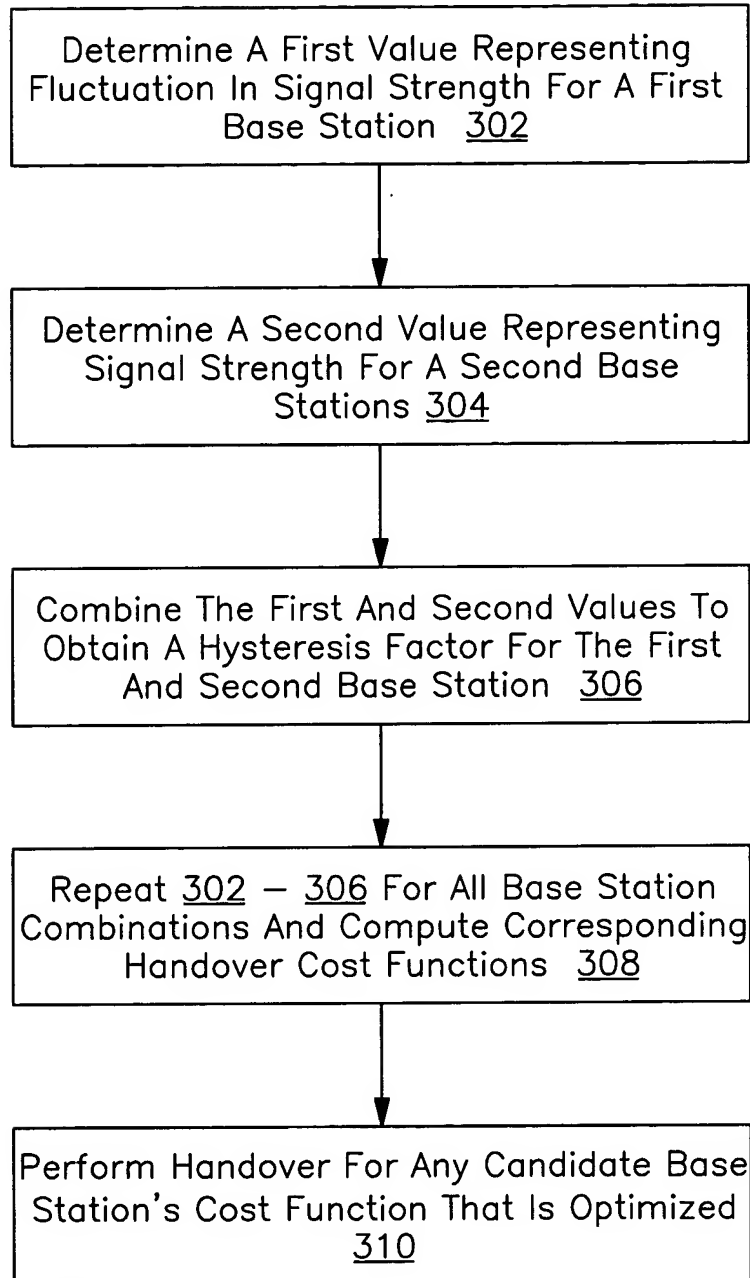 Determine A First Value Representing
Fluctuation In Signal Strength For A First
Base Station 302
Determine A Second Value Representing
Signal Strength For A Second Base
Stations 304
Combine The First And Second Values To
Obtain A Hysteresis Factor For The First
And Second Base Station 306
Repeat 302 – 306 For All Base Station
Combinations And Compute Corresponding
Handover Cost Functions 308
Perform Handover For Any Candidate Base
Station's Cost Function That Is Optimized
310